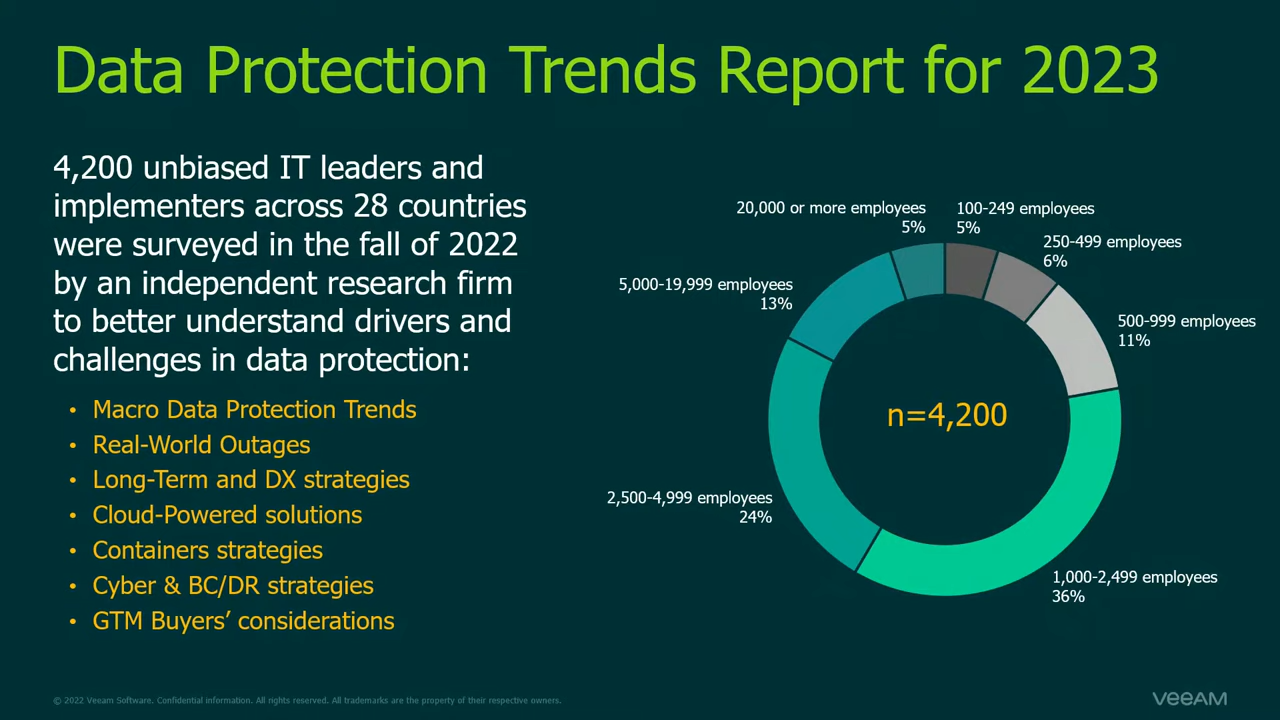 Data Protection Trends Report for 2023
4,200 unbiased IT leaders and
implementers across 28 countries
were surveyed in the fall of 2022
by an independent research firm
to better understand drivers and
challenges in data protection:
• Macro Data Protection Trends
• Real-World Outages
• Long-Term and DX strategies
• Cloud-Powered solutions
• Containers strategies
• Cyber & BC/DR strategies
• GTM Buyers’ considerations
20,000 or more employees
5%
100-249 employees
5%
250-499 employees
6%
5,000-19,999 employees
13%
500-999 employees
11%
n=4,200
2,500-4,999 employees
24%
1,000-2,499 employees
36%
© 2022 Veeam Software. Confidential information. All rights reserved. All trademarks are the property of their respective owners.
veeAM